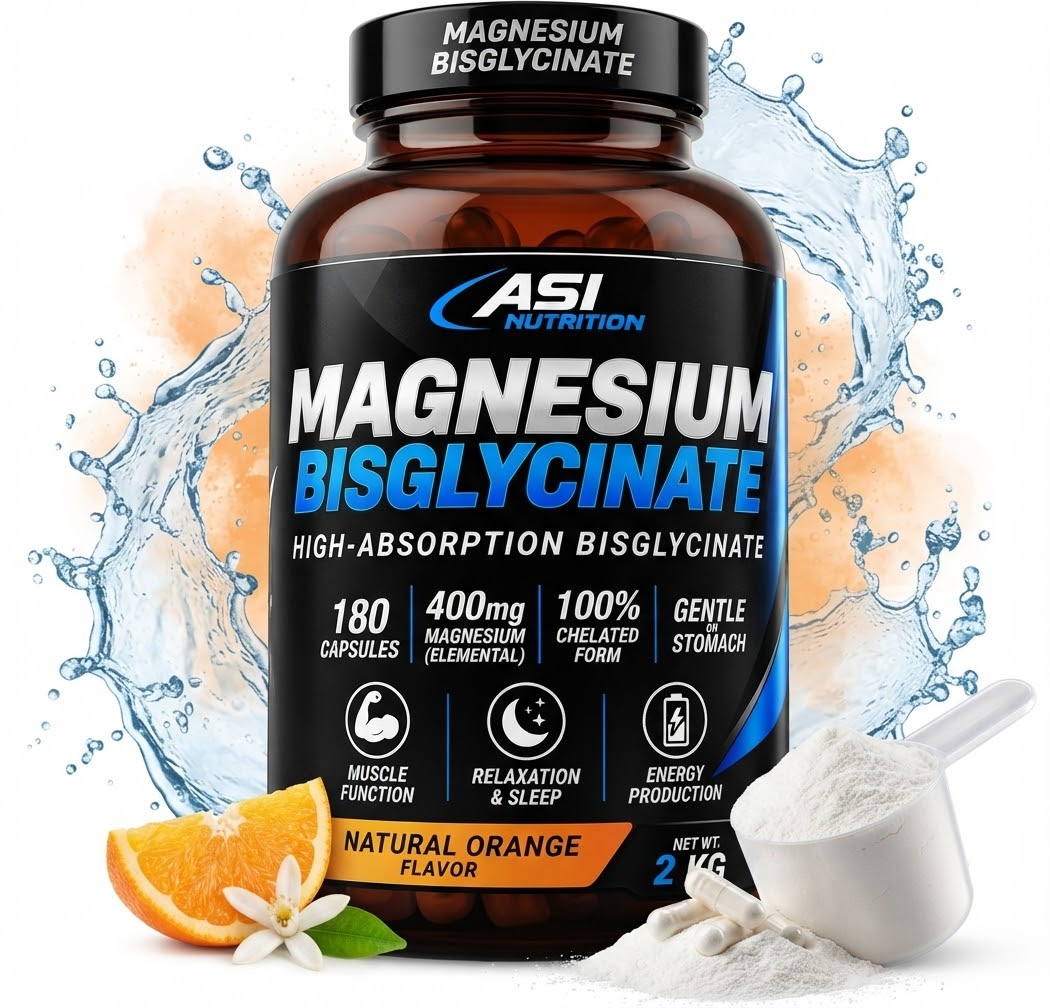 MAGNESIUM
BISGLYCINATE
ASI
NUTRITION
MAGNESIUM
BISGLYCINATE
HIGH-ABSORPTION BISGLYCINATE
180
CAPSULES
400mg
MAGNESIUM
(ELEMENTAL)
100%
CHELATED
FORM
GENTLE
ON
STOMACH
MUSCLE
FUNCTION
RELAXATION
& SLEEP
ENERGY
PRODUCTION
NATURAL ORANGE
FLAVOR
NET WT.
2 KG